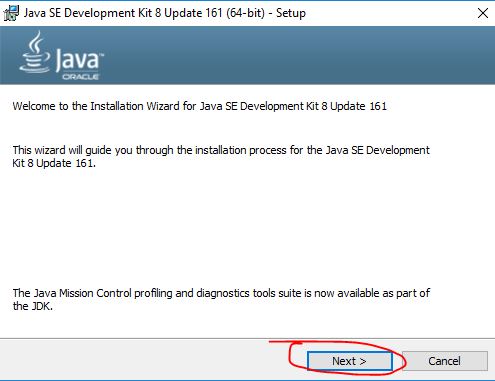 Java SE Development Kit 8 Update 161 (64-bit) - Setup
Java™
ORACLE
Welcome to the Installation Wizard for Java SE Development Kit 8 Update 161
This wizard will guide you through the installation process for the Java SE Development
Kit 8 Update 161.
The Java Mission Control profiling and diagnostics tools suite is now available as part of
the JDK.
Next >
Cancel